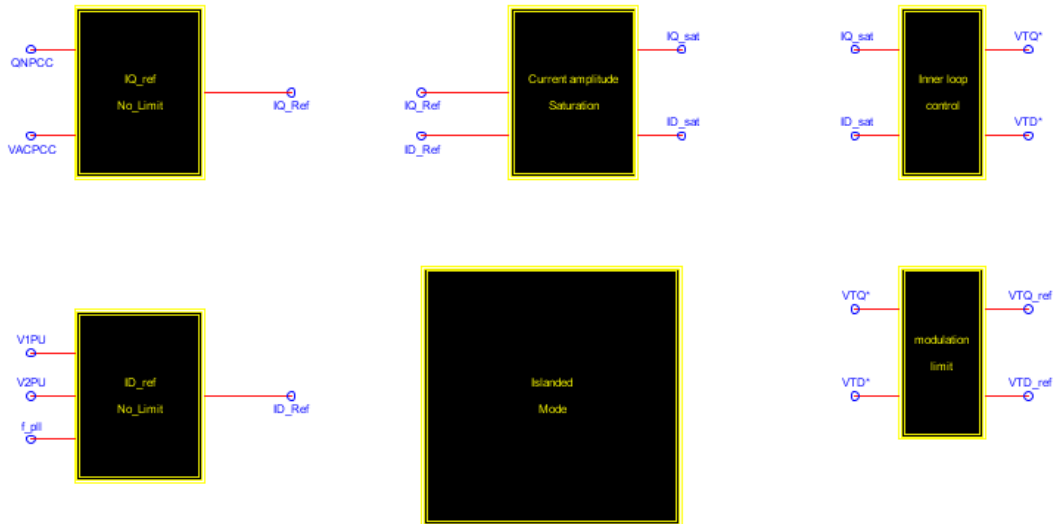 QNPCC
VACPCC
IQ_ref
No_Limit
IQ_Ref
IQ_Ref
ID_Ref
Current amplitude
Saturation
IQ_sat
ID_sat
IQ_sat
ID_sat
Inner loop
control
VTQ*
VTD*
V1PU
V2PU
f_pll
ID_ref
No_Limit
ID_Ref
Islanded
Mode
VTQ*
VTD*
modulation
limit
VTQ_ref
VTD_ref